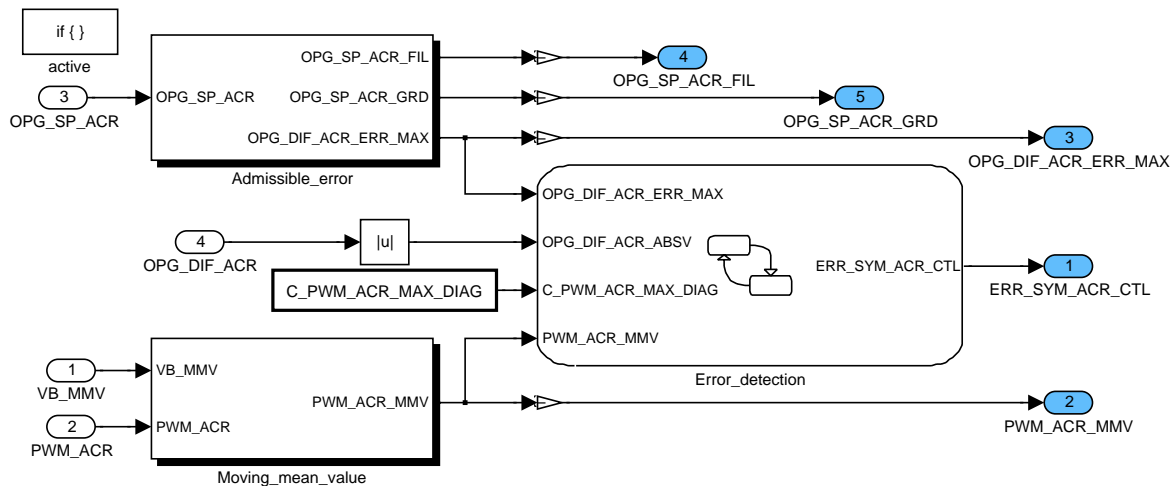 if { }
active
3
OPG_SP_ACR
OPG_SP_ACR
OPG_SP_ACR_FIL
OPG_SP_ACR_GRD
OPG_DIF_ACR_ERR_MAX
Admissible_error
4
OPG_SP_ACR_FIL
5
OPG_SP_ACR_GRD
3
OPG_DIF_ACR_ERR_MAX
4
OPG_DIF_ACR
|u|
C_PWM_ACR_MAX_DIAG
OPG_DIF_ACR_ERR_MAX
OPG_DIF_ACR_ABSV
C_PWM_ACR_MAX_DIAG
PWM_ACR_MMV
ERR_SYM_ACR_CTL
Error_detection
1
ERR_SYM_ACR_CTL
1
VB_MMV
2
PWM_ACR
VB_MMV
PWM_ACR
PWM_ACR_MMV
Moving_mean_value
2
PWM_ACR_MMV